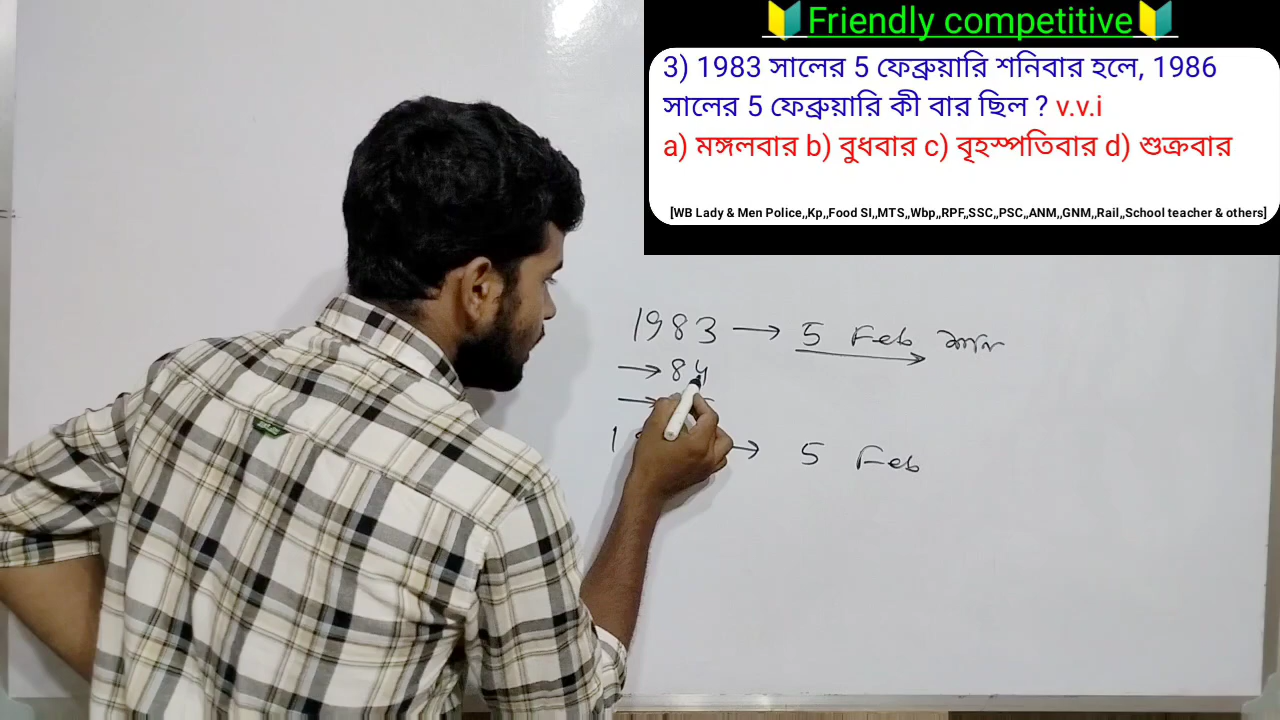 🔰Friendly competitive🔰
3) 1983 সালের 5 ফেব্রুয়ারি শনিবার হলে, 1986
সালের 5 ফেব্রুয়ারি কী বার ছিল ? v.v.i
a) মঙ্গলবার b) বুধবার c) বৃহস্পতিবার d) শুক্রবার
[WB Lady & Men Police,,Kp,,Food SI,,MTS,,Wbp,,RPF,,SSC,,PSC,,ANM,,GNM,,Rail,,School teacher & others]
1983 → 5 Feb শনি
→ 84
→
1 → 5 Feb